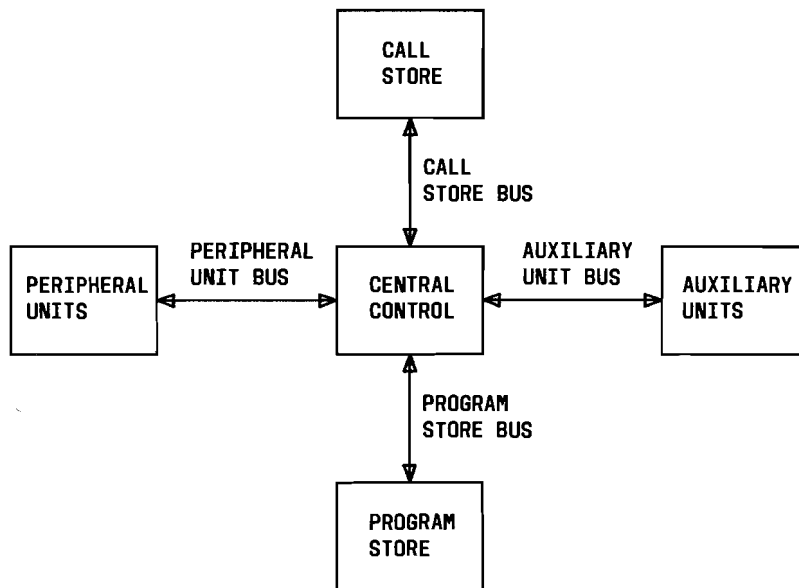 CALL
STORE
CALL
STORE BUS
PERIPHERAL
UNIT BUS
AUXILIARY
UNIT BUS
PERIPHERAL
UNITS
CENTRAL
CONTROL
AUXILIARY
UNITS
PROGRAM
STORE BUS
PROGRAM
STORE